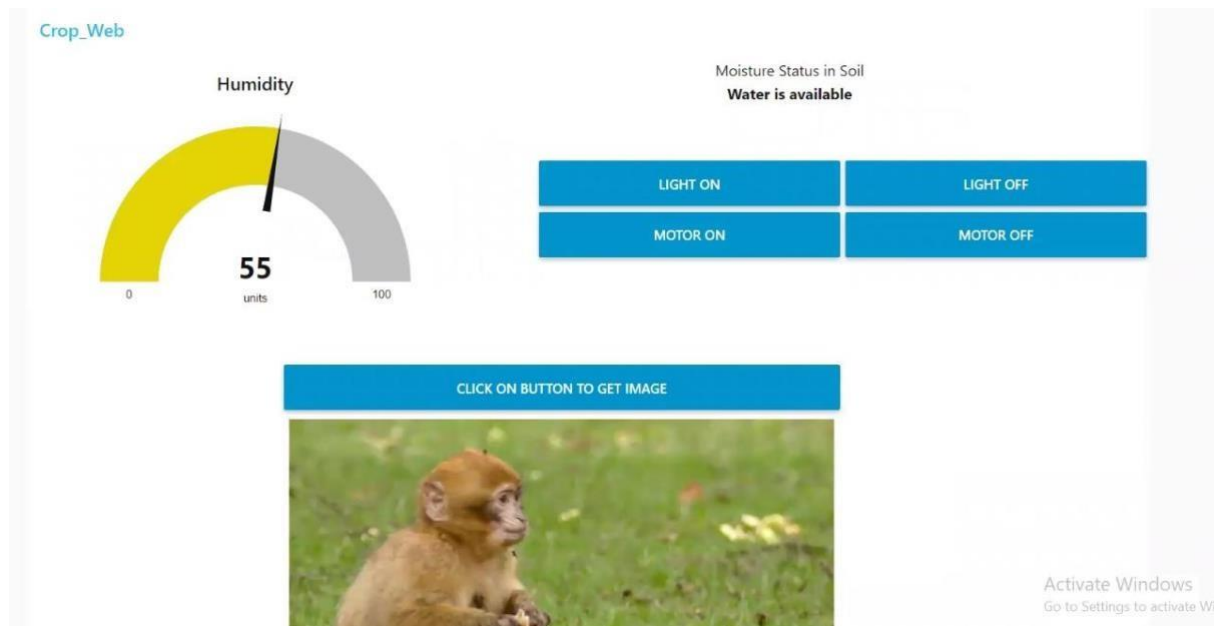 Crop_Web
Humidity
55
units
0
100
Moisture Status in Soil
Water is available
LIGHT ON
LIGHT OFF
MOTOR ON
MOTOR OFF
CLICK ON BUTTON TO GET IMAGE
Activate Windows
Go to Settings to activate W